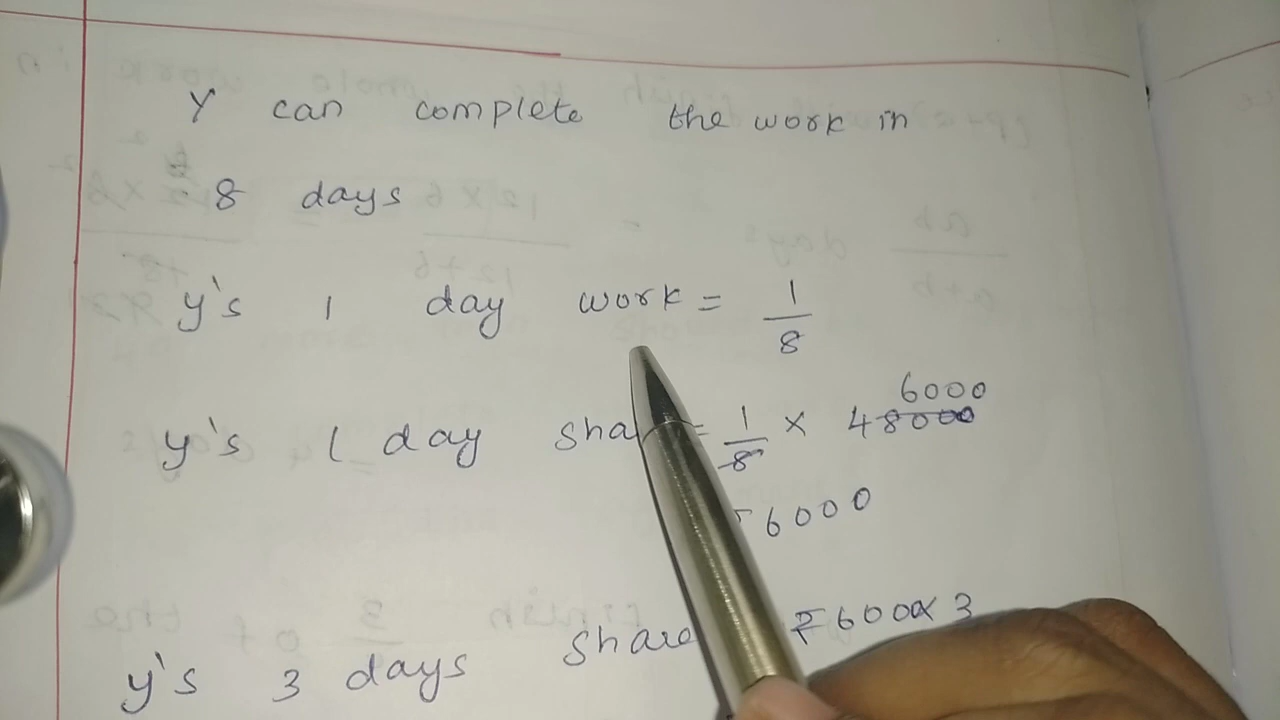 Y can complete the work in
8 days
y's 1 day work = 1/8
6000
y's 1 day sha = 1/8 × 48000
₹6000
y's 3 days share ₹6000× 3